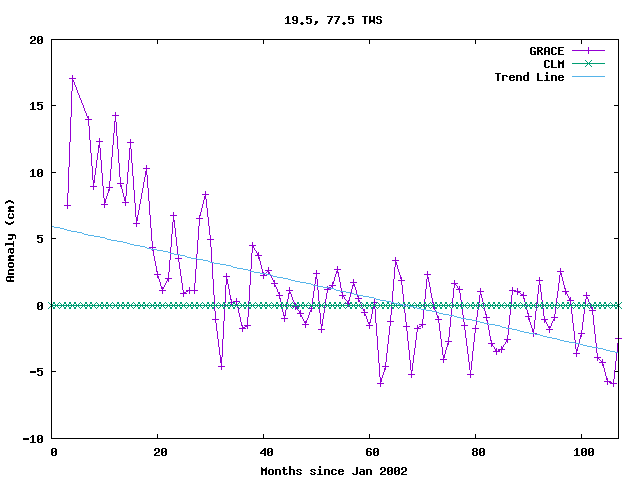 19.5, 77.5 TWS
GRACE
CLM
Trend Line
20
15
10
5
0
-5
-10
Anomaly (cm)
0 20 40 60 80 100
Months since Jan 2002